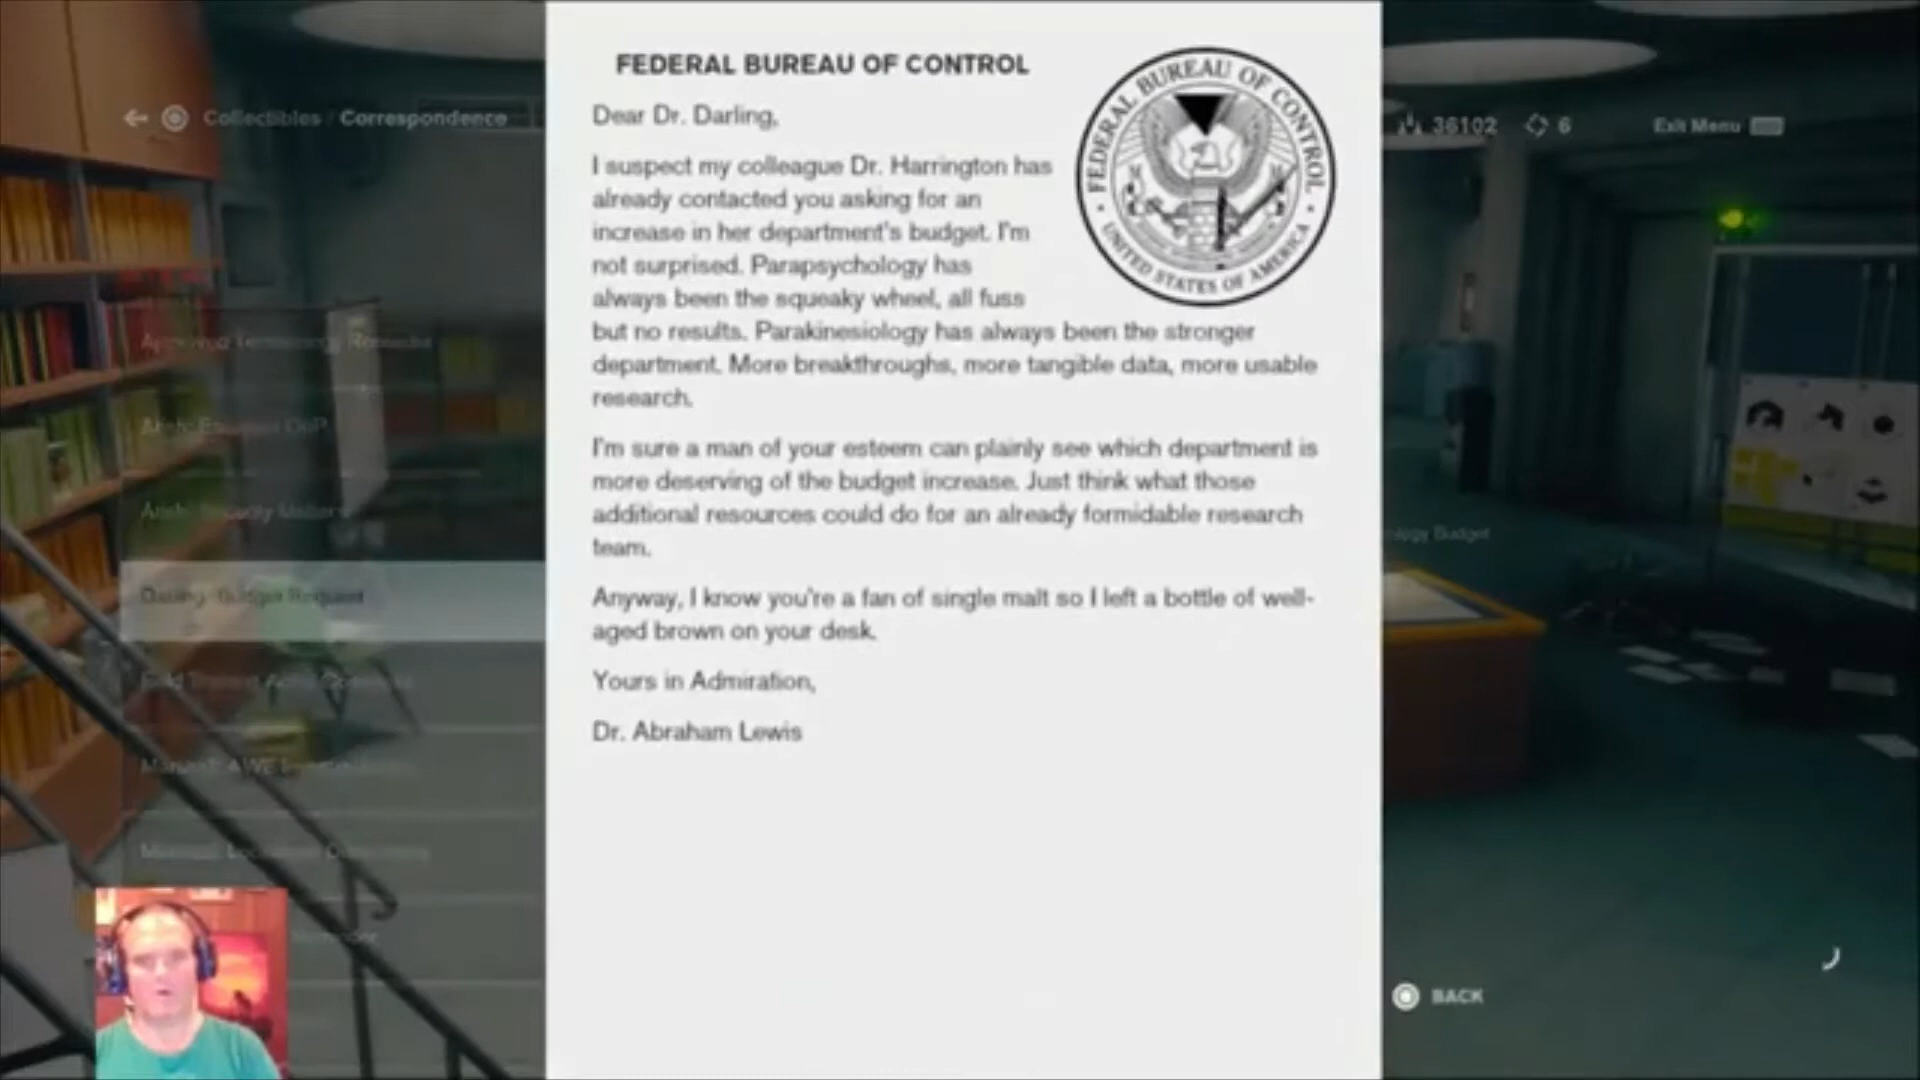 FEDERAL BUREAU OF CONTROL
FEDERAL BUREAU OF CONTROL
UNITED STATES OF AMERICA
Collectibles / Correspondence
36102
6
Exit Menu
Dear Dr. Darling,
I suspect my colleague Dr. Harrington has
already contacted you asking for an
increase in her department's budget. I'm
not surprised. Parapsychology has
always been the squeaky wheel, all fuss
but no results. Parakinesiology has always been the stronger
department. More breakthroughs, more tangible data, more usable
research.
I'm sure a man of your esteem can plainly see which department is
more deserving of the budget increase. Just think what those
additional resources could do for an already formidable research
team.
Anyway, I know you're a fan of single malt so I left a bottle of well-
aged brown on your desk.
Yours in Admiration,
Dr. Abraham Lewis
Budget Request
Budget
BACK